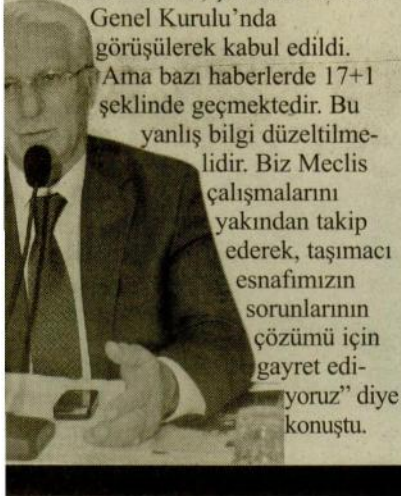 Genel Kurulu’nda
görüşülerek kabul edildi.
Ama bazı haberlerde 17+1
şeklinde geçmektedir. Bu
yanlış bilgi düzeltilme-
lidir. Biz Meclis
çalışmalarını
yakından takip
ederek, taşımacı
esnafımızın
sorunlarının
çözümü için
gayret edi-
yoruz” diye
konuştu.